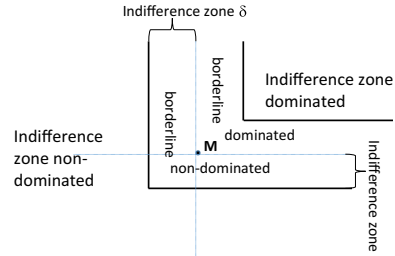 Indifference zone δ
Indifference zone
dominated
borderline
borderline
dominated
M
Indifference
zone non-
dominated
non-dominated
Indifference zone